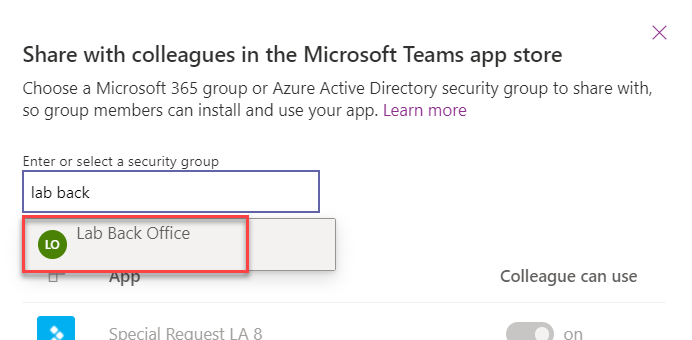 Share with colleagues in the Microsoft Teams app store
Choose a Microsoft 365 group or Azure Active Directory security group to share with,
so group members can install and use your app. Learn more
Enter or select a security group
lab back
LO Lab Back Office
App Colleague can use
Special Request LA 8 on